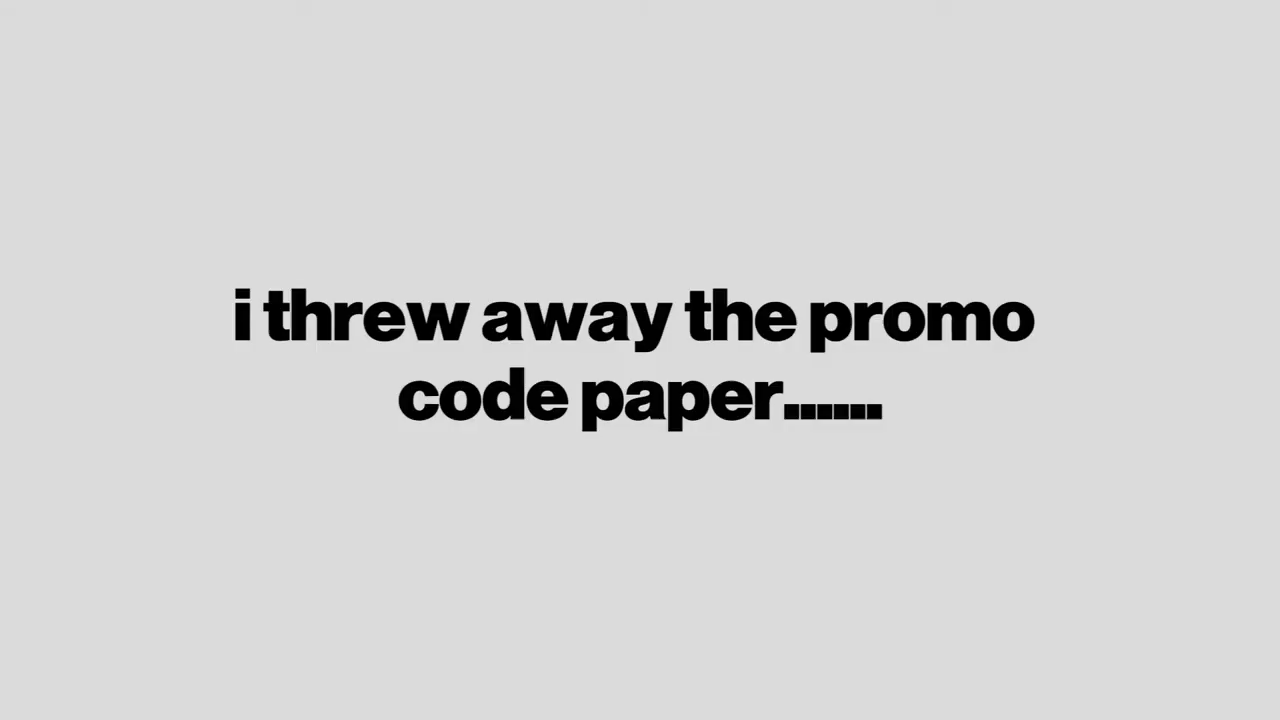 i threw away the promo
code paper......